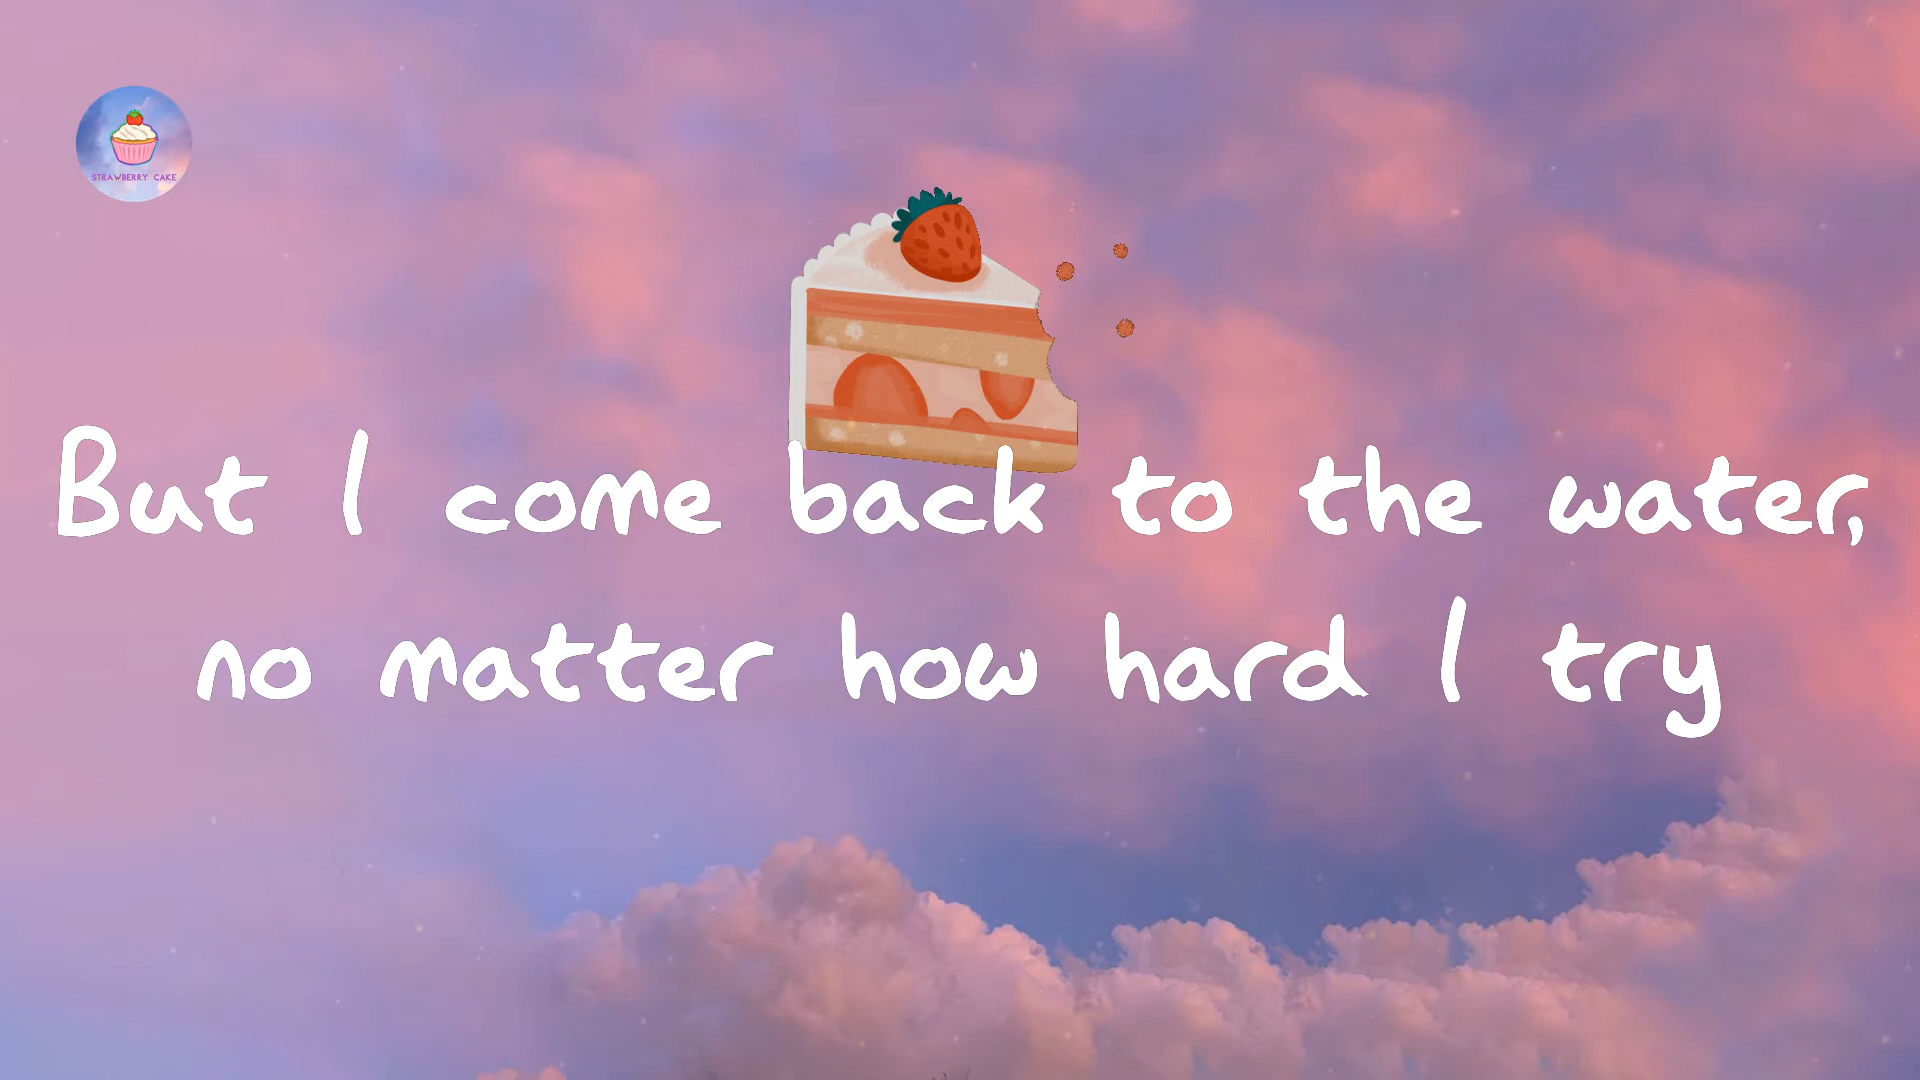 STRAWBERRY CAKE
But I come back to the water,
no matter how hard I try